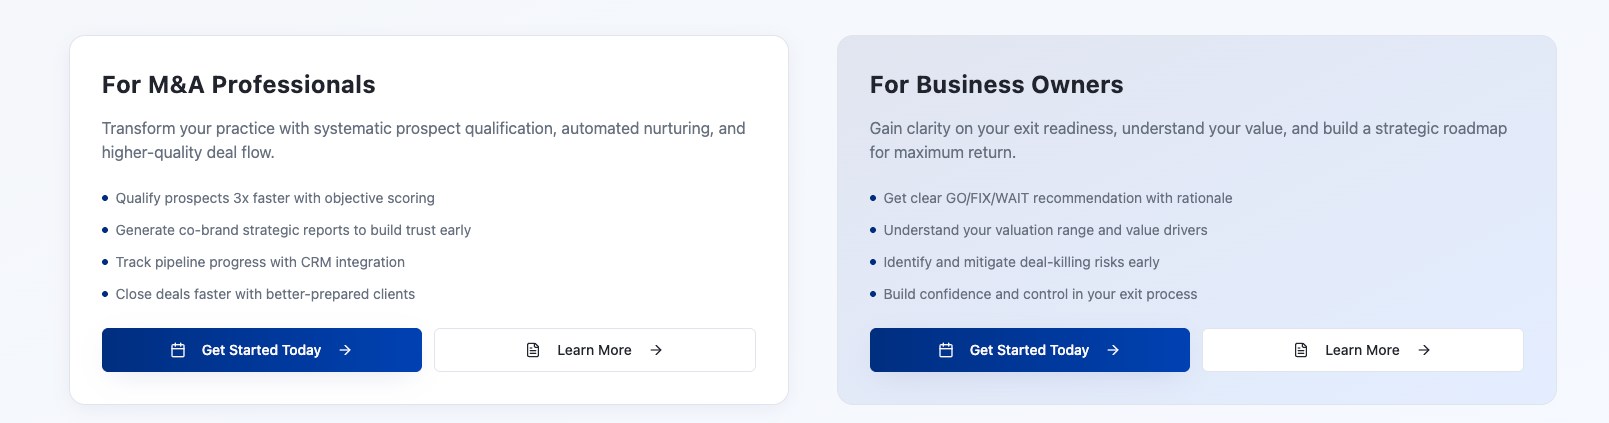 For M&A Professionals
Transform your practice with systematic prospect qualification, automated nurturing, and
higher-quality deal flow.
Qualify prospects 3x faster with objective scoring
Generate co-brand strategic reports to build trust early
Track pipeline progress with CRM integration
Close deals faster with better-prepared clients
Get Started Today
Learn More
For Business Owners
Gain clarity on your exit readiness, understand your value, and build a strategic roadmap
for maximum return.
Get clear GO/FIX/WAIT recommendation with rationale
Understand your valuation range and value drivers
Identify and mitigate deal-killing risks early
Build confidence and control in your exit process
Get Started Today
Learn More